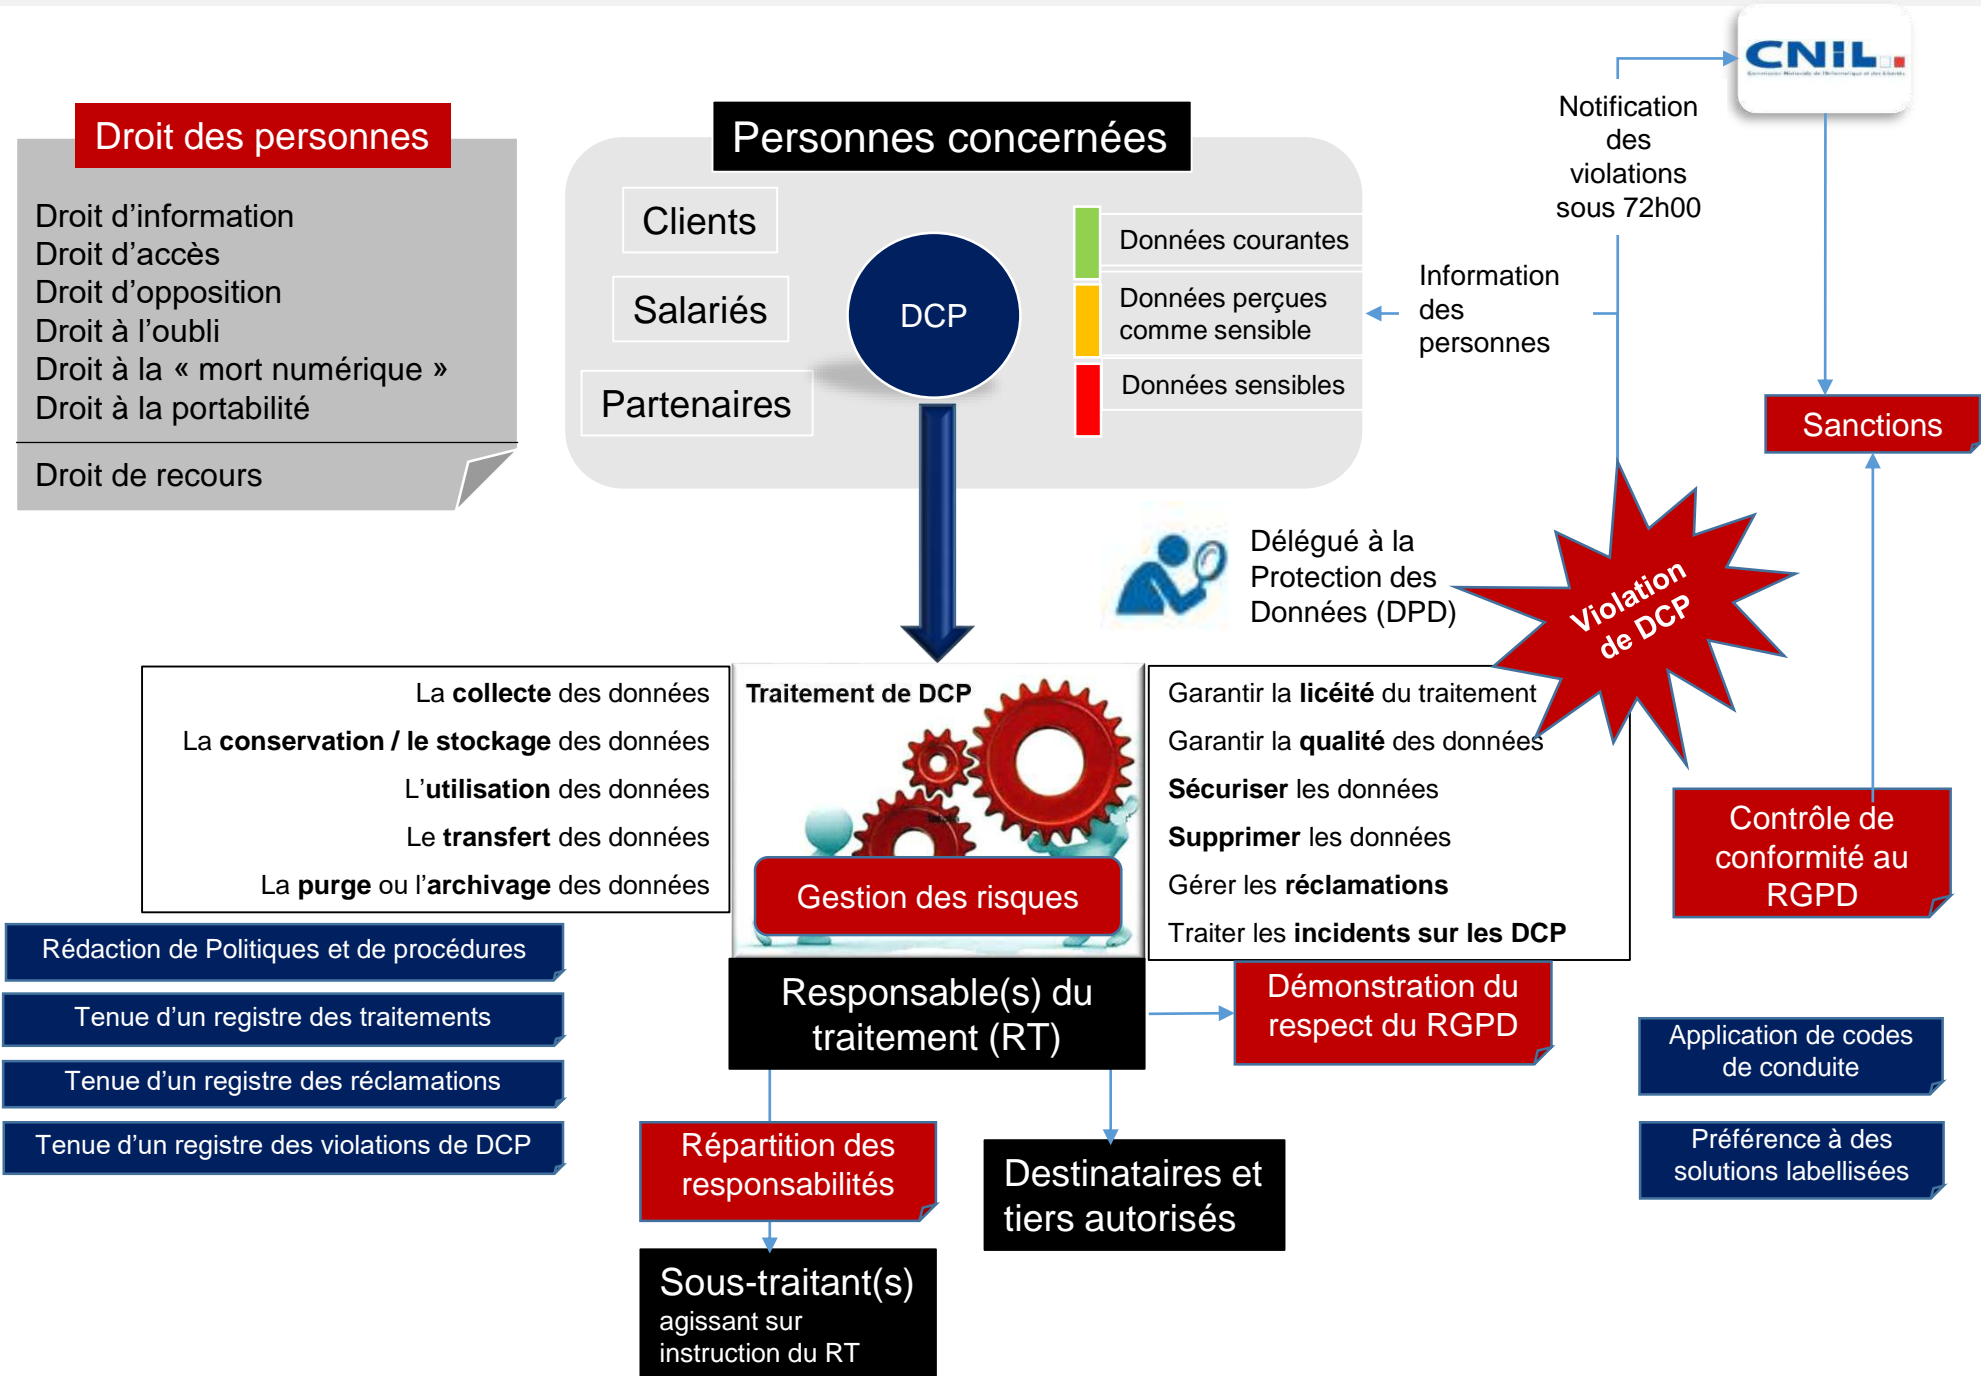 CNIL
Commission Nationale de l'Informatique et des Libertés
Notification
des
violations
sous 72h00
Droit des personnes
Droit d'information
Droit d'accès
Droit d'opposition
Droit à l'oubli
Droit à la « mort numérique »
Droit à la portabilité
Droit de recours
Personnes concernées
Clients
Salariés
Partenaires
DCP
Données courantes
Données perçues
comme sensible
Données sensibles
Information
des
personnes
Sanctions
Délégué à la
Protection des
Données (DPD)
Violation
de DCP
La collecte des données
La conservation / le stockage des données
L'utilisation des données
Le transfert des données
La purge ou l'archivage des données
Traitement de DCP
Gestion des risques
Garantir la licéité du traitement
Garantir la qualité des données
Sécuriser les données
Supprimer les données
Gérer les réclamations
Traiter les incidents sur les DCP
Contrôle de
conformité au
RGPD
Rédaction de Politiques et de procédures
Tenue d'un registre des traitements
Tenue d'un registre des réclamations
Tenue d'un registre des violations de DCP
Responsable(s) du
traitement (RT)
Démonstration du
respect du RGPD
Application de codes
de conduite
Préférence à des
solutions labellisées
Répartition des
responsabilités
Destinataires et
tiers autorisés
Sous-traitant(s)
agissant sur
instruction du RT